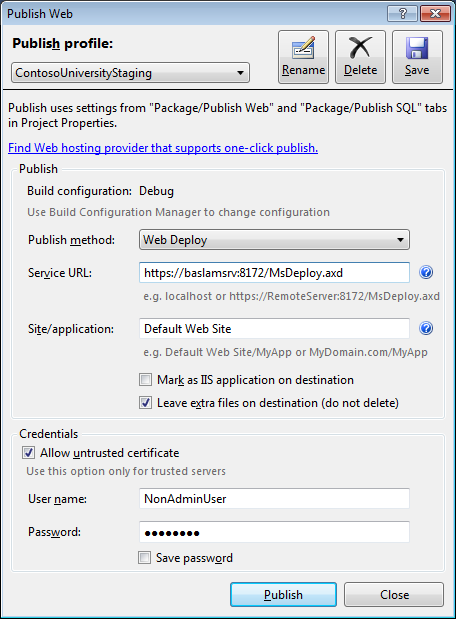 Publish Web
Publish profile:
ContosoUniversityStaging
Rename
Delete
Save
Publish uses settings from "Package/Publish Web" and "Package/Publish SQL" tabs
in Project Properties.
Find Web hosting provider that supports one-click publish.
Publish
Build configuration: Debug
Use Build Configuration Manager to change configuration
Publish method: Web Deploy
Service URL: https://baslamsrv:8172/MsDeploy.axd
e.g. localhost or https://RemoteServer:8172/MsDeploy.axd
Site/application: Default Web Site
e.g. Default Web Site/MyApp or MyDomain.com/MyApp
Mark as IIS application on destination
Leave extra files on destination (do not delete)
Credentials
Allow untrusted certificate
Use this option only for trusted servers
User name: NonAdminUser
Password: ●●●●●●●●
Save password
Publish
Close